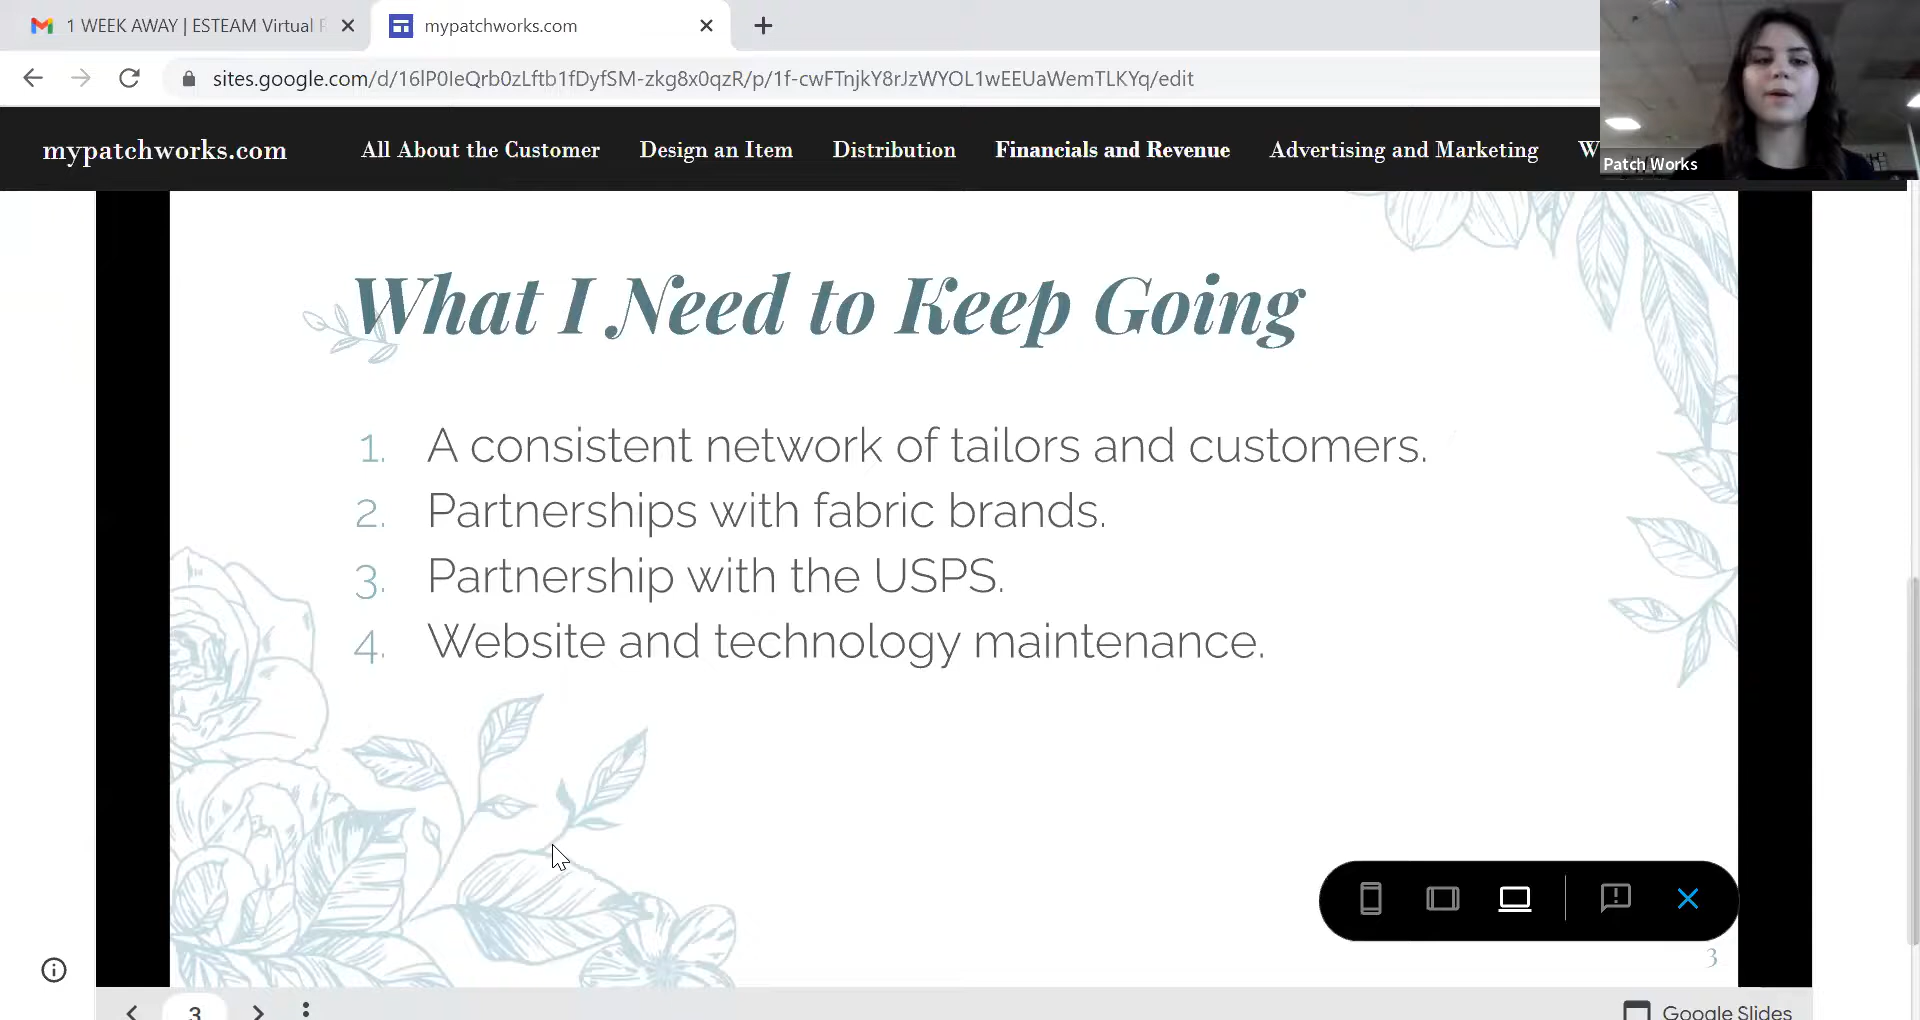 1 WEEK AWAY | ESTEAM Virtual
mypatchworks.com
sites.google.com/d/16lP0IeQrb0zLftb1fDyfSM-zkg8x0qzR/p/1f-cwFTnjkY8rJzWYOL1wEEUaWemTLKYq/edit
mypatchworks.com
All About the Customer
Design an Item
Distribution
Financials and Revenue
Advertising and Marketing
Patch Works
What I Need to Keep Going
1. A consistent network of tailors and customers.
2. Partnerships with fabric brands.
3. Partnership with the USPS.
4. Website and technology maintenance.
3
3
Google Slides